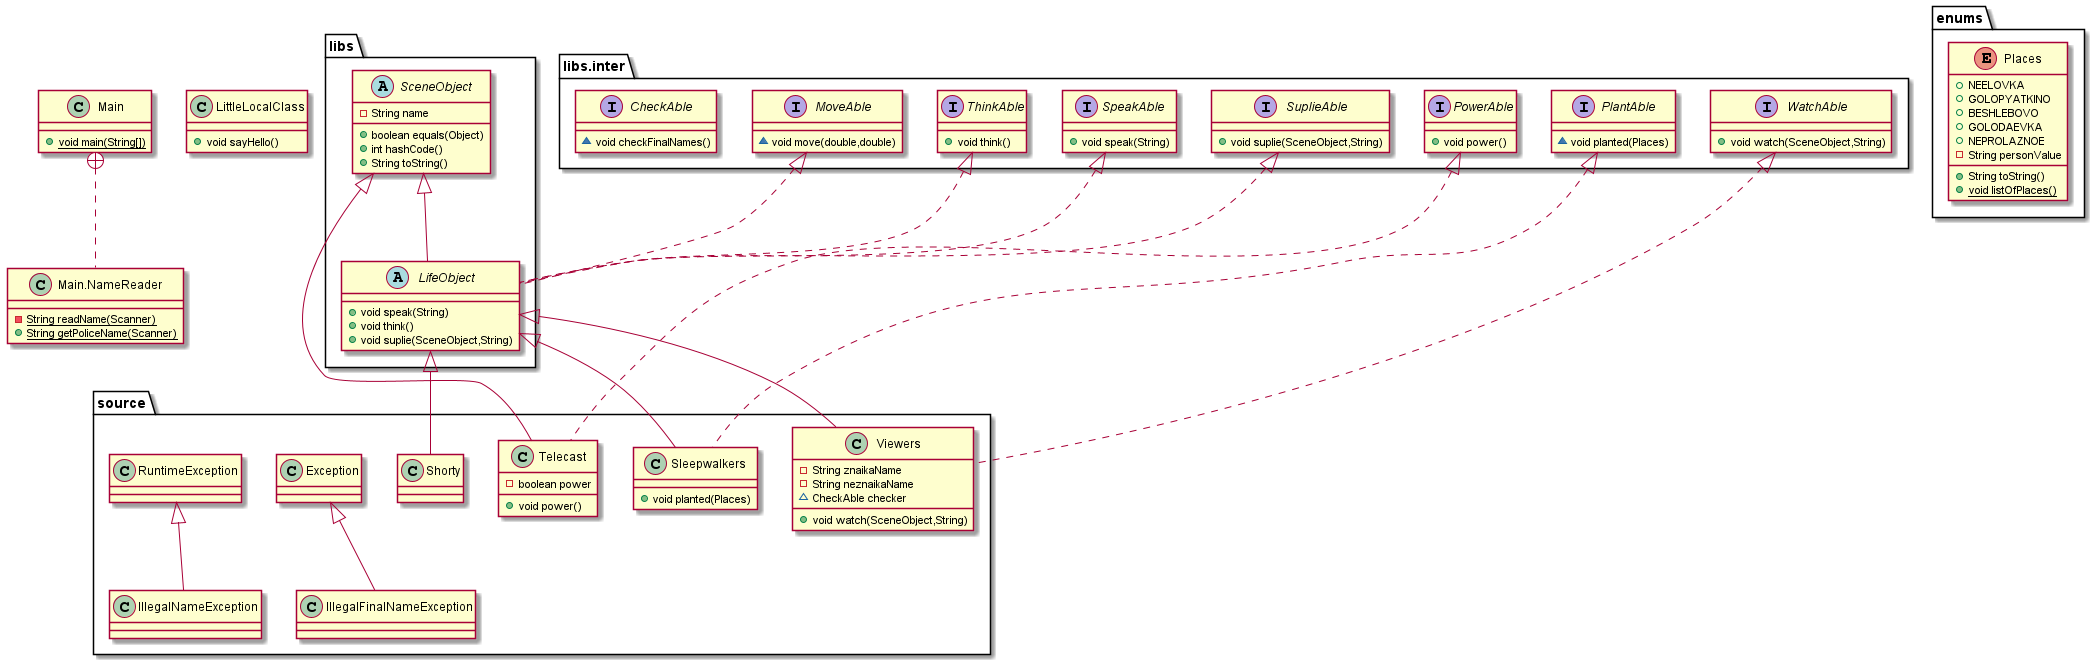 Main
void main(String[])
LittleLocalClass
void sayHello()
Main.NameReader
String readName(Scanner)
String getPoliceName(Scanner)
libs
SceneObject
String name
boolean equals(Object)
int hashCode()
String toString()
LifeObject
void speak(String)
void think()
void suplie(SceneObject,String)
libs.inter
CheckAble
void checkFinalNames()
MoveAble
void move(double,double)
ThinkAble
void think()
SpeakAble
void speak(String)
SuplieAble
void suplie(SceneObject,String)
PowerAble
void power()
PlantAble
void planted(Places)
WatchAble
void watch(SceneObject,String)
enums
Places
NEELOVKA
GOLOPYATKINO
BESHLEBOVO
GOLODAEVKA
NEPROLAZNOE
String personValue
String toString()
void listOfPlaces()
source
RuntimeException
Exception
Shorty
Telecast
boolean power
void power()
Sleepwalkers
void planted(Places)
Viewers
String znaikaName
String neznaikaName
CheckAble checker
void watch(SceneObject,String)
IllegalNameException
IllegalFinalNameException